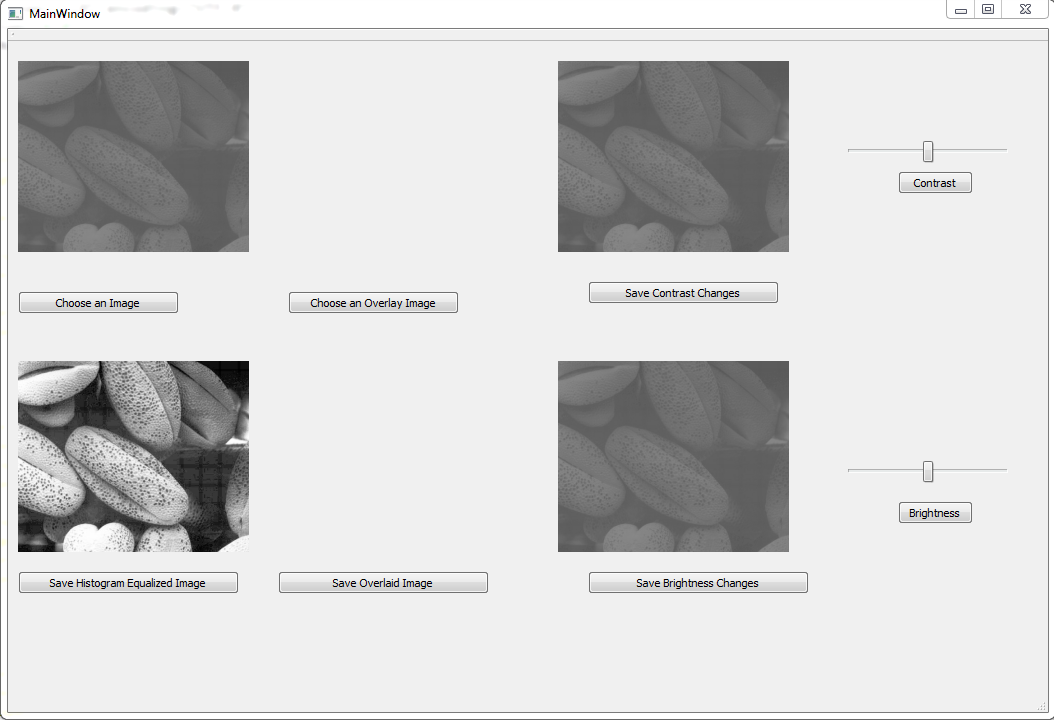 MainWindow
Contrast
Choose an Image
Choose an Overlay Image
Save Contrast Changes
Brightness
Save Histogram Equalized Image
Save Overlaid Image
Save Brightness Changes